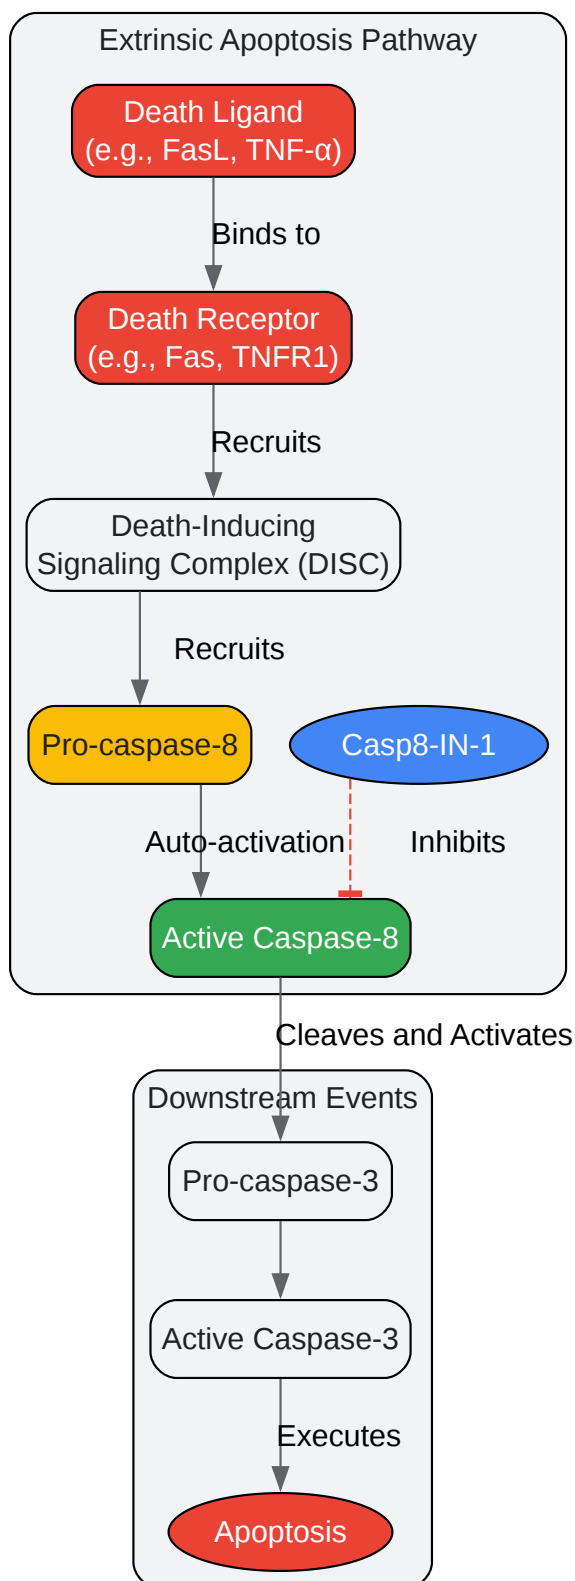 Extrinsic Apoptosis Pathway
Death Ligand
(e.g., FasL, TNF-α)
Binds to
Death Receptor
(e.g., Fas, TNFR1)
Recruits
Death-Inducing
Signaling Complex (DISC)
Recruits
Pro-caspase-8
Casp8-IN-1
Auto-activation
Inhibits
Active Caspase-8
Cleaves and Activates
Downstream Events
Pro-caspase-3
Active Caspase-3
Executes
Apoptosis